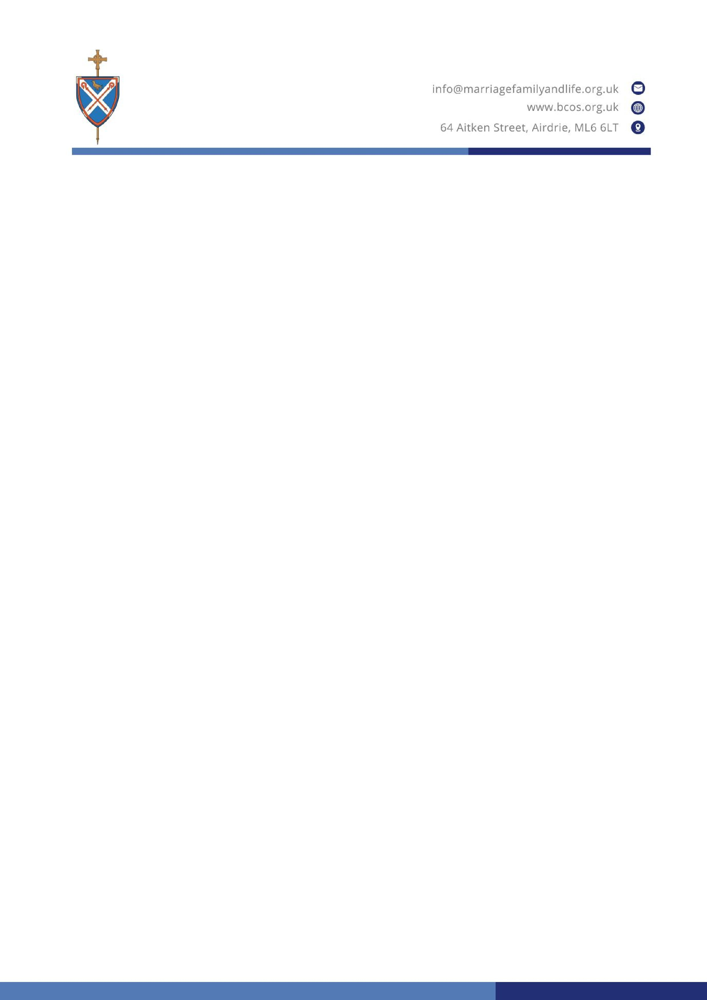 info@marriagefamilyandlife.org.uk
www.bcos.org.uk
64 Aitken Street, Airdrie, ML6 6LT